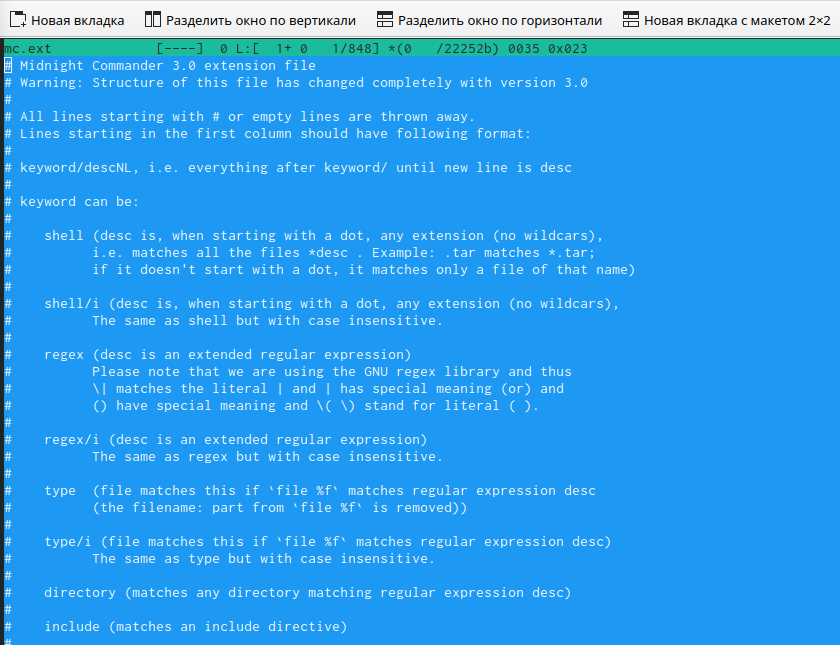 Новая вкладка Разделить окно по вертикали Разделить окно по горизонтали Новая вкладка с макетом 2×2
mc.ext [----] 0 L:[ 1+ 0 1/848] *(0 /22252b) 0035 0x023
# Midnight Commander 3.0 extension file
# Warning: Structure of this file has changed completely with version 3.0
#
# All lines starting with # or empty lines are thrown away.
# Lines starting in the first column should have following format:
#
# keyword/descNL, i.e. everything after keyword/ until new line is desc
#
# keyword can be:
#
# shell (desc is, when starting with a dot, any extension (no wildcars),
# i.e. matches all the files *desc . Example: .tar matches *.tar;
# if it doesn't start with a dot, it matches only a file of that name)
#
# shell/i (desc is, when starting with a dot, any extension (no wildcars),
# The same as shell but with case insensitive.
#
# regex (desc is an extended regular expression)
# Please note that we are using the GNU regex library and thus
# \| matches the literal | and | has special meaning (or) and
# () have special meaning and \( \) stand for literal ( ).
#
# regex/i (desc is an extended regular expression)
# The same as regex but with case insensitive.
#
# type (file matches this if `file %f` matches regular expression desc
# (the filename: part from `file %f` is removed))
#
# type/i (file matches this if `file %f` matches regular expression desc)
# The same as type but with case insensitive.
#
# directory (matches any directory matching regular expression desc)
#
# include (matches an include directive)
#